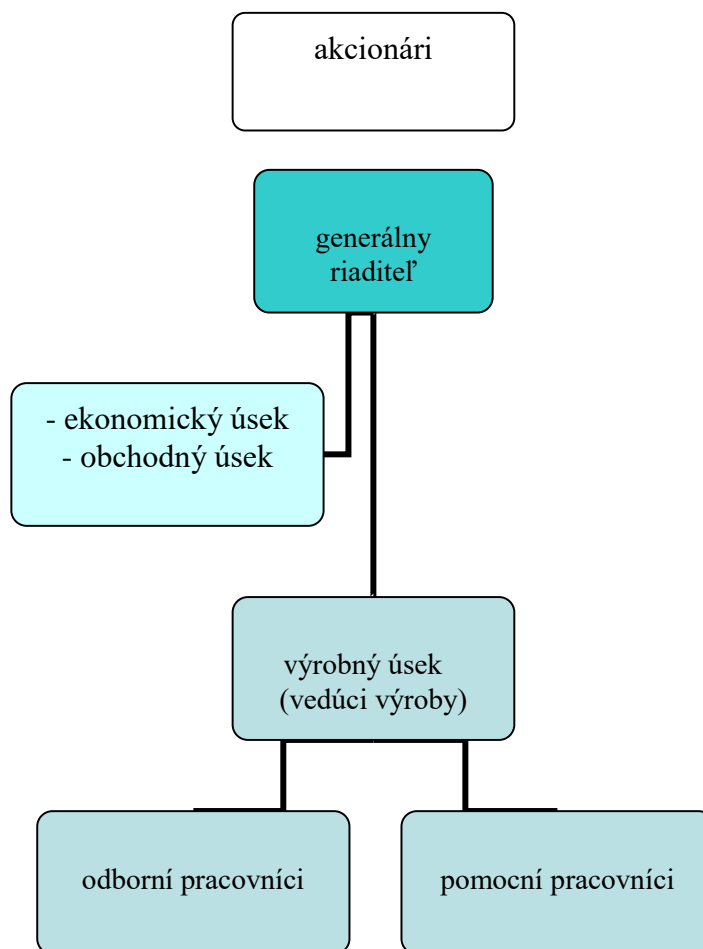 akcionári
generálny
riaditeľ
- ekonomický úsek
- obchodný úsek
výrobný úsek
(vedúci výroby)
odborní pracovníci
pomocní pracovníci